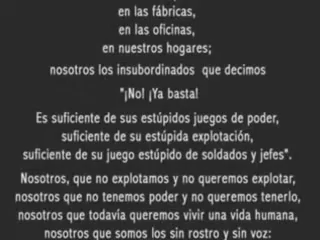 en las fábricas,
en las oficinas,
en nuestros hogares;
nosotros los insubordinados que decimos
"¡No! ¡Ya basta!
Es suficiente de sus estúpidos juegos de poder,
suficiente de su estúpida explotación,
suficiente de su juego estúpido de soldados y jefes".
Nosotros, que no explotamos y no queremos explotar,
nosotros que no tenemos poder y no queremos tenerlo,
nosotros que todavía queremos vivir una vida humana,
nosotros que somos los sin rostro y sin voz: